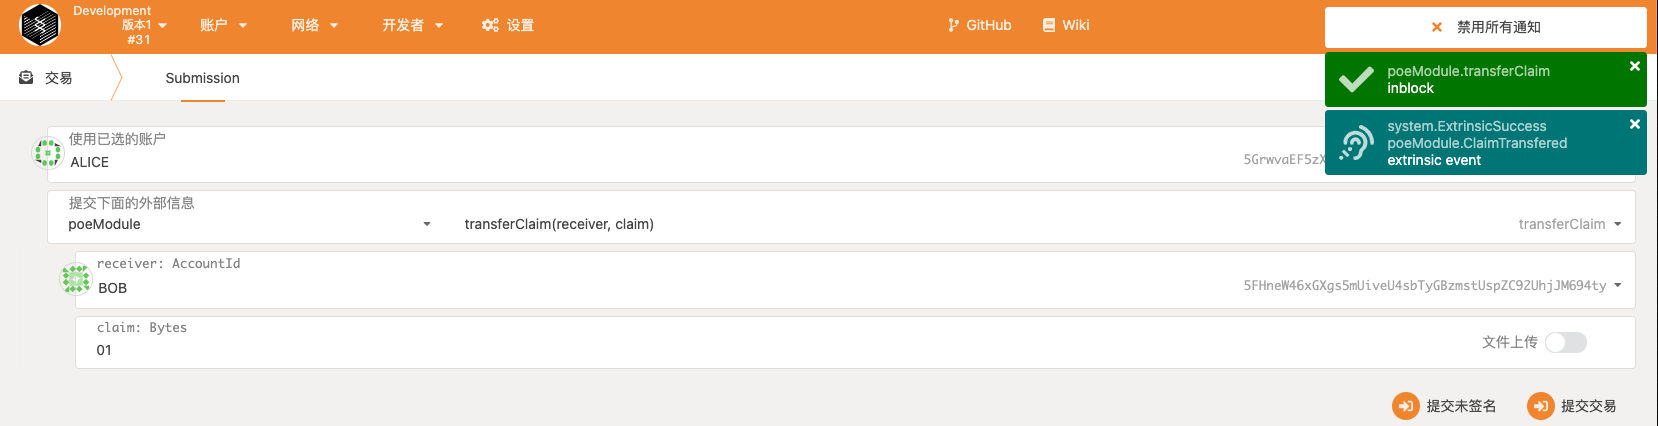 Development
版本1
#31
账户
网络
开发者
设置
GitHub
Wiki
禁用所有通知
poeModule.transferClaim
inblock
system.ExtrinsicSuccess
poeModule.ClaimTransfered
extrinsic event
交易
Submission
使用已选的账户
ALICE
5GrwvaEF5zX
提交下面的外部信息
poeModule
transferClaim(receiver, claim)
transferClaim
receiver: AccountId
BOB
5FHneW46xGXgs5mUiveU4sbTyGBzmstUspZC92UhjJM694ty
claim: Bytes
01
文件上传
提交未签名
提交交易